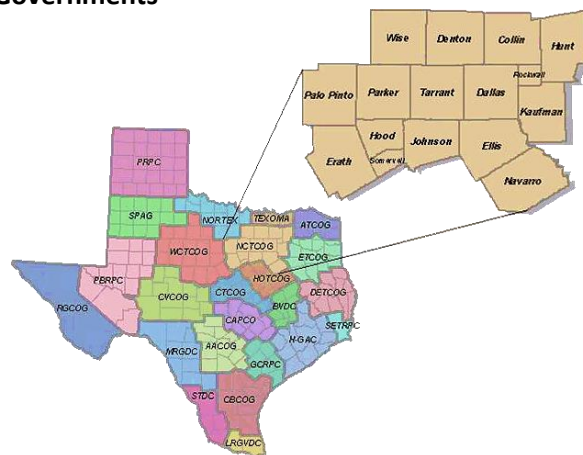 Governments
Wise
Denton
Collin
Hunt
Rockwall
Palo Pinto
Parker
Tarrant
Dallas
Kaufman
Hood
Johnson
Ellis
Erath
Somervell
Navarro
PRPC
SPAG
NORTEX
TEXOMA
ATCOG
WCTCOG
NCTCOG
ETCOG
PBRPC
HOTCOG
RGCOG
CVCOG
CTCOG
BVDC
DETCOG
CAPCO
SETRPC
MRGDC
AACOG
H-GAC
GCRPC
STDC
CBCOG
LRGVDC